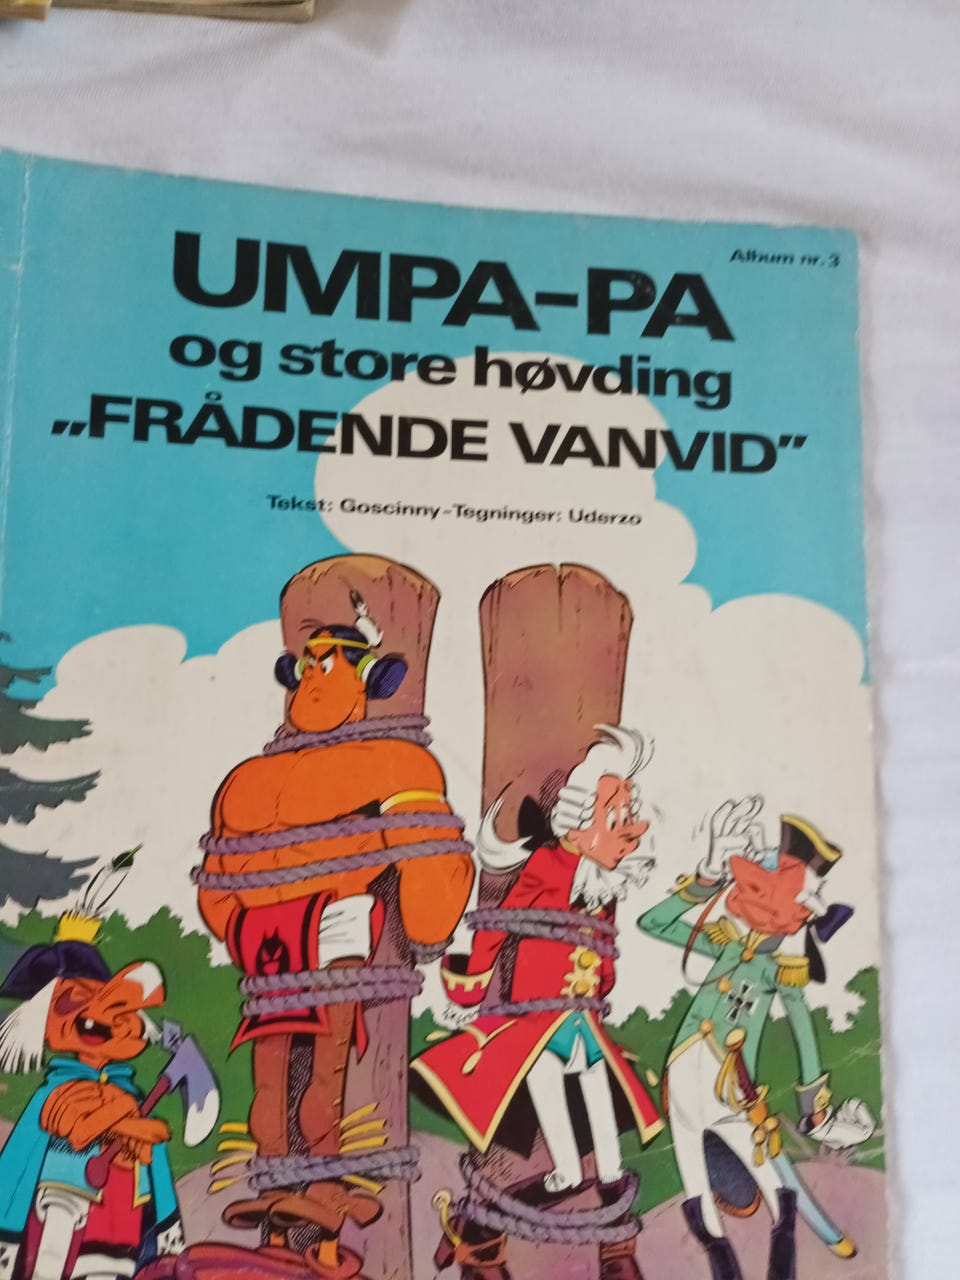 Album nr. 3
UMPA-PA
og store høvding
„FRÅDENDE VANVID”
Tekst: Goscinny-Tegninger: Uderzo